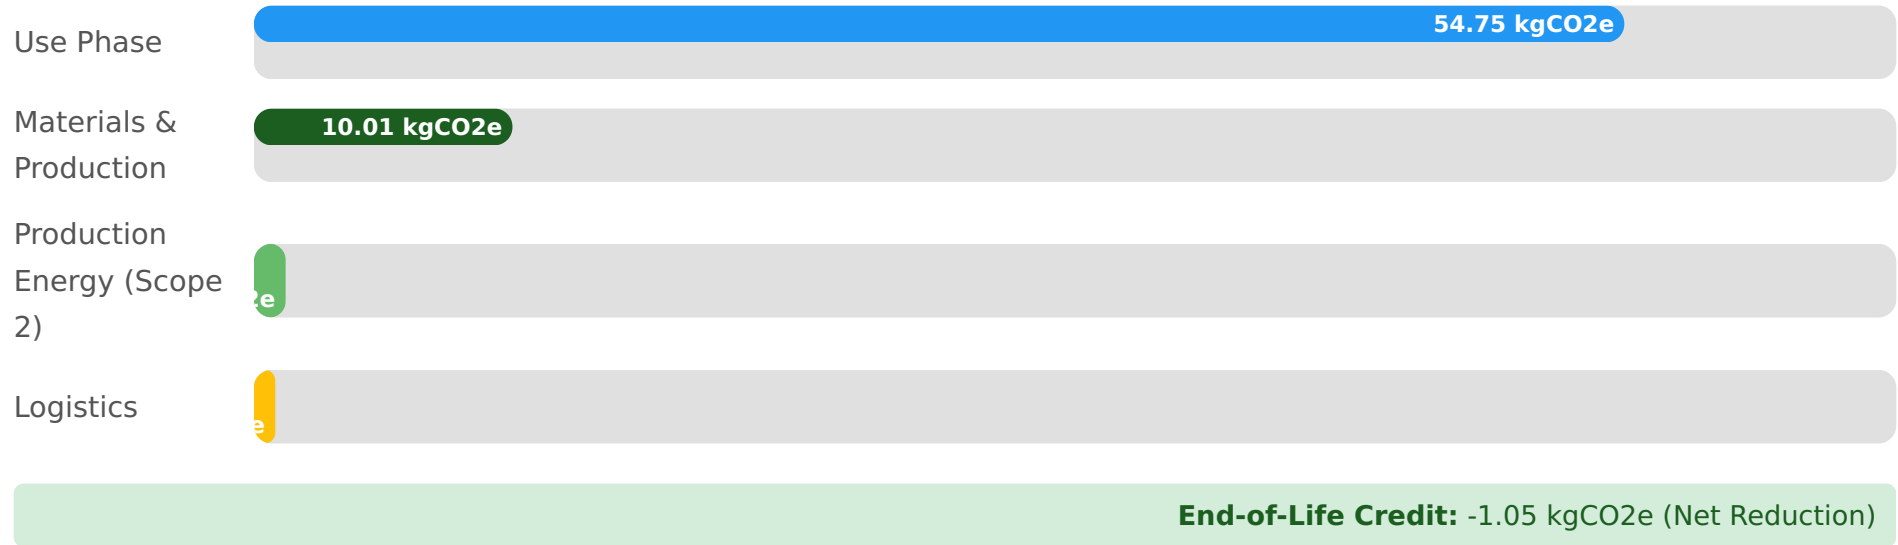 Use Phase
54.75 kgCO2e
Materials &
Production
10.01 kgCO2e
Production
Energy (Scope
2)
Logistics
End-of-Life Credit: -1.05 kgCO2e (Net Reduction)